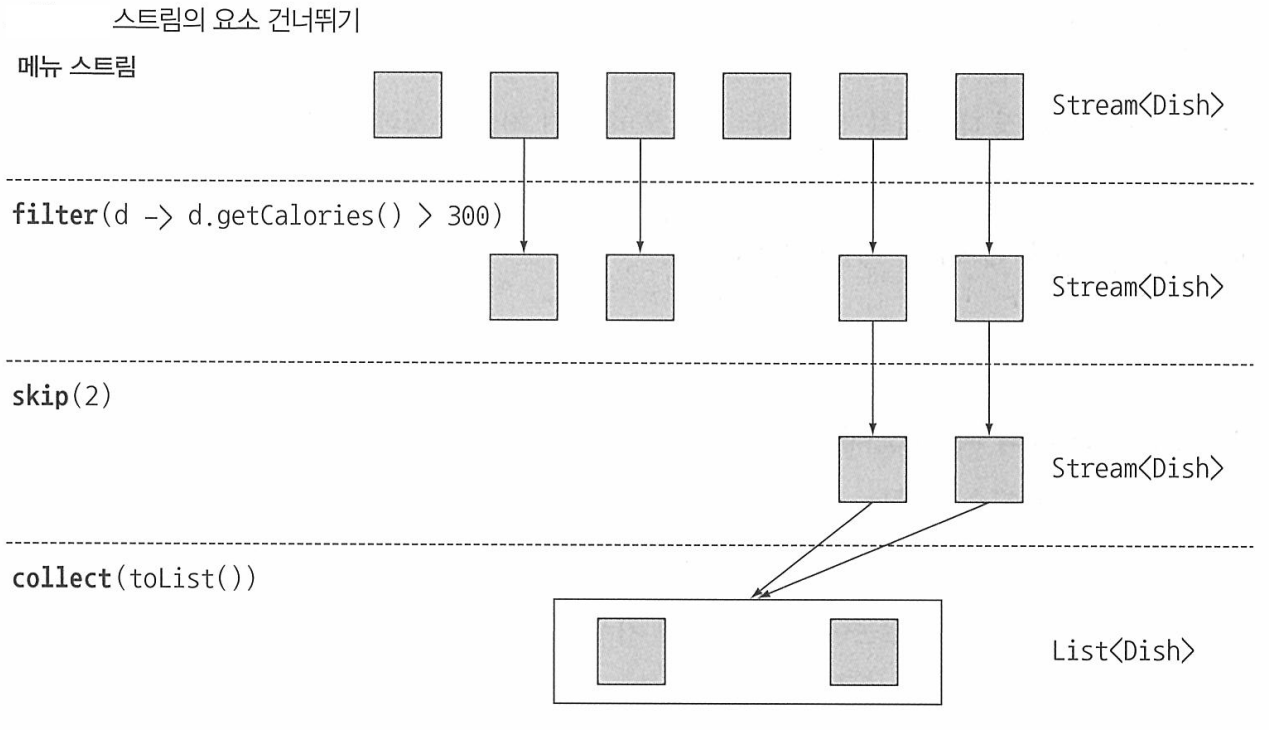 스트림의 요소 건너뛰기
메뉴 스트림
Stream<Dish>
filter(d -> d.getCalories() > 300)
Stream<Dish>
skip(2)
Stream<Dish>
collect(toList())
List<Dish>